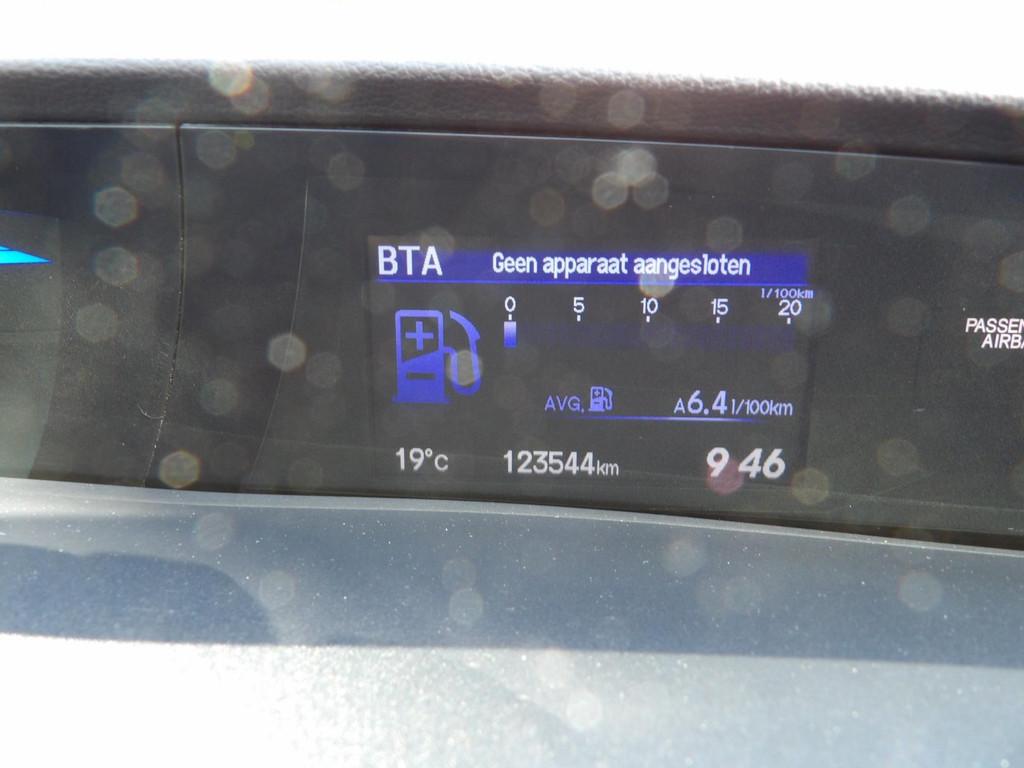 BTA Geen apparaat aangesloten
l/100km
0 5 10 15 20
AVG. A6.4 l/100km
19°C 123544km 9 46
PASSEN
AIRBA